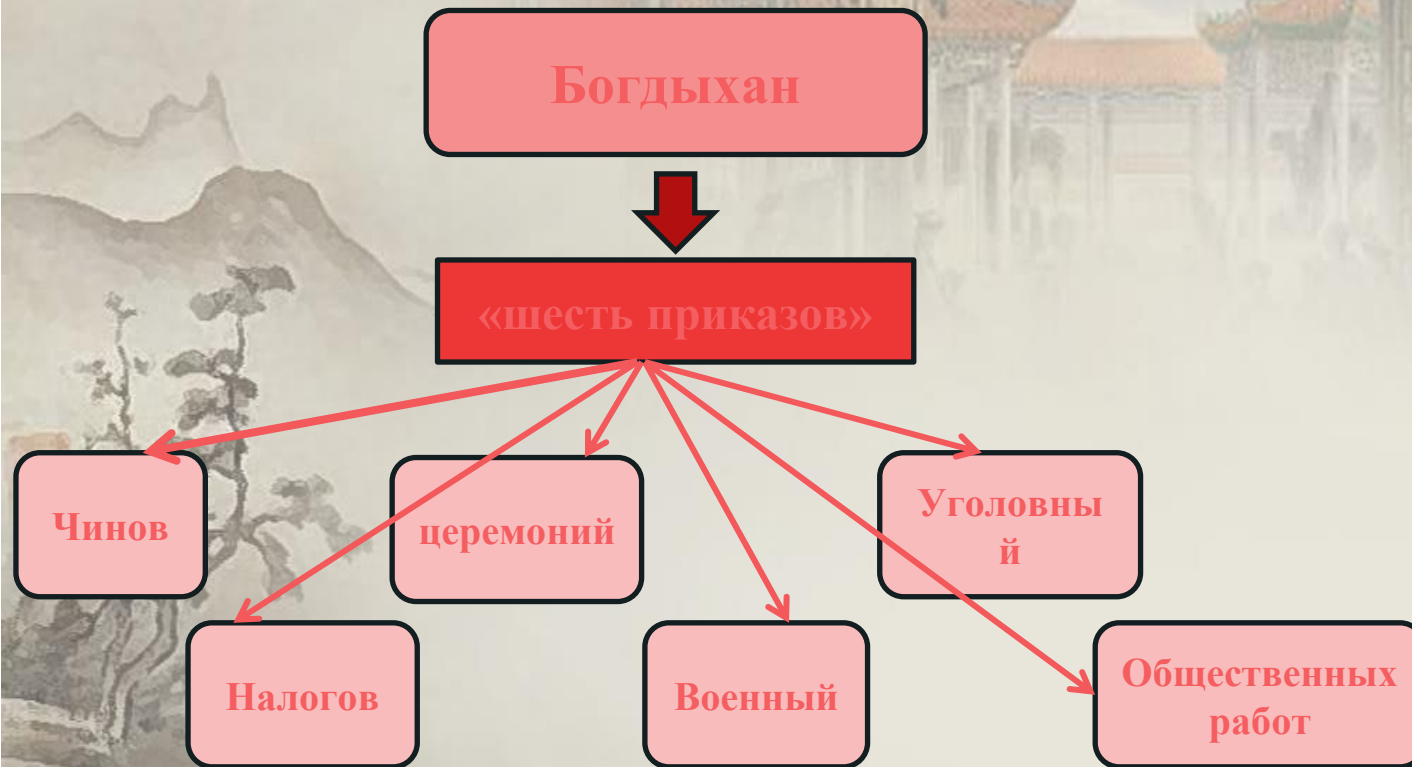 Богдыхан
«шесть приказов»
Чинов
церемоний
Уголовны
й
Налогов
Военный
Общественных
работ